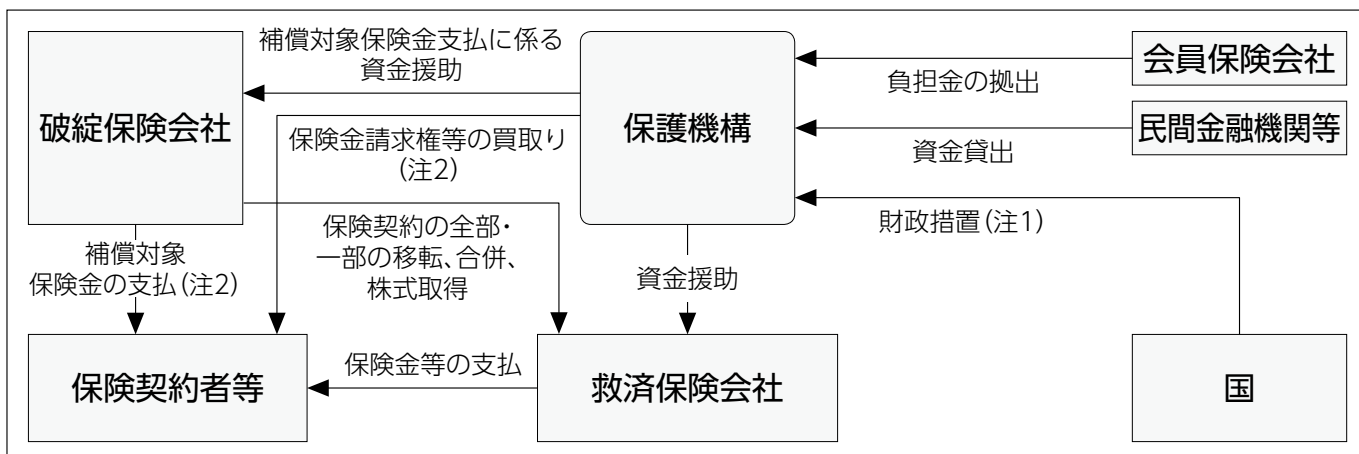 補償対象保険金支払に係る
資金援助
破綻保険会社
保護機構
会員保険会社
負担金の拠出
民間金融機関等
資金貸出
保険金請求権等の買取り
(注2)
財政措置(注1)
保険契約の全部・
一部の移転、合併、
株式取得
補償対象
保険金の支払(注2)
資金援助
保険契約者等
保険金等の支払
救済保険会社
国